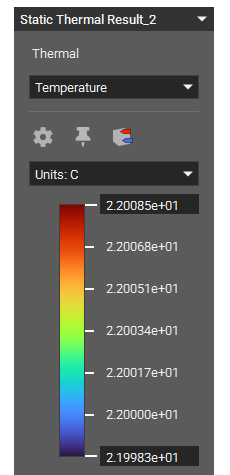 Static Thermal Result_2
Thermal
Temperature
Units: C
2.20085e+01
2.20068e+01
2.20051e+01
2.20034e+01
2.20017e+01
2.20000e+01
2.19983e+01